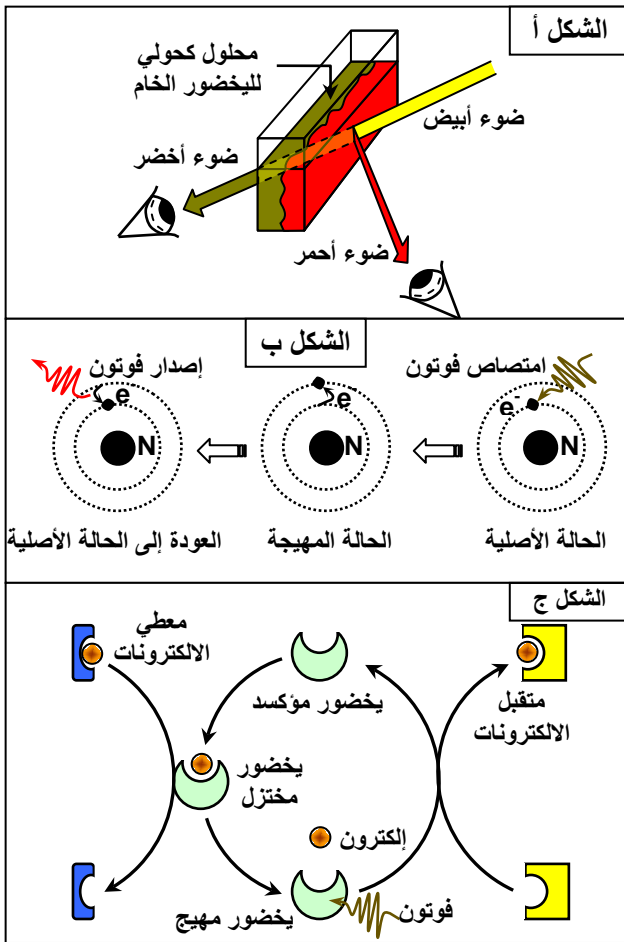 الشكل أ
محلول كحولي
لليخضور الخام
ضوء أبيض
ضوء أخضر
ضوء أحمر
الشكل ب
امتصاص فوتون
إصدار فوتون
e-
N
e-
N
e
N
الحالة الأصلية
الحالة المهيجة
العودة إلى الحالة الأصلية
الشكل ج
معطي
الالكترونات
متقبل
الالكترونات
يخضور مؤكسد
يخضور
مختزل
إلكترون
فوتون
يخضور مهيج